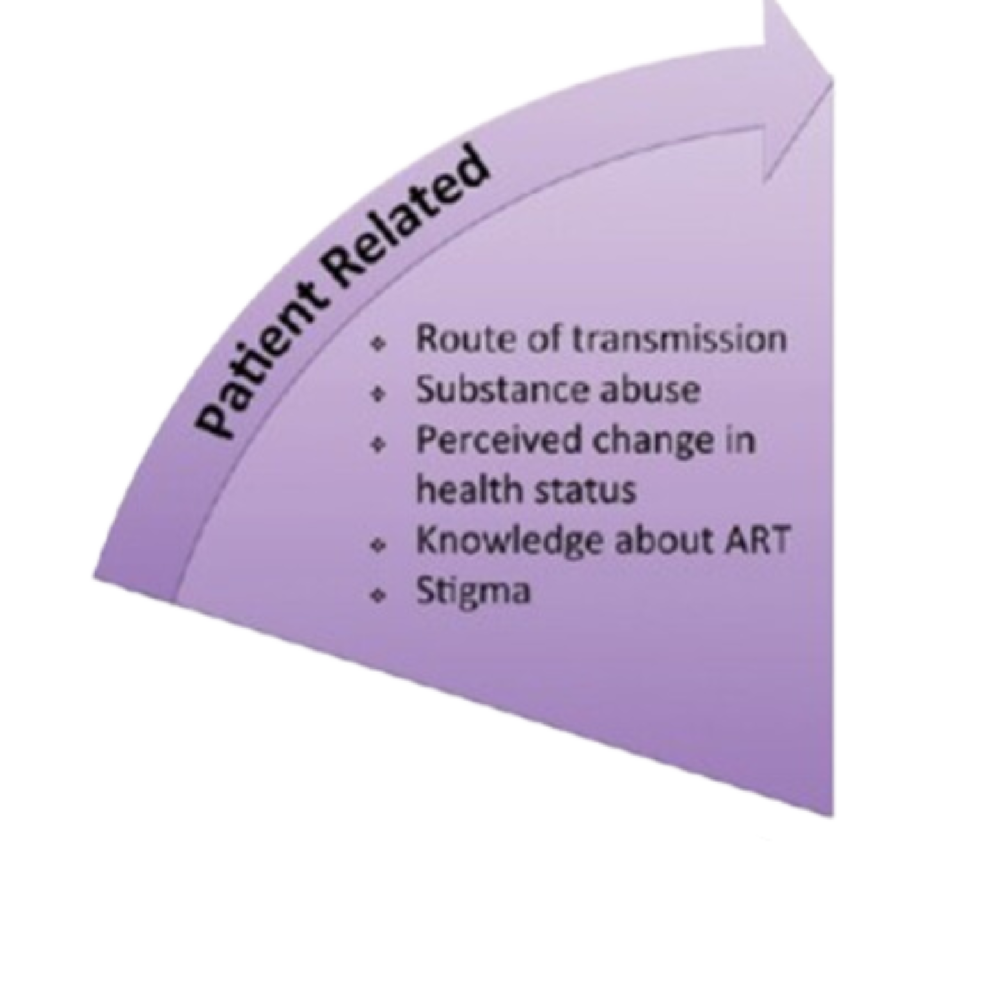 Patient Related
Route of transmission
Substance abuse
Perceived change in
health status
Knowledge about ART
Stigma